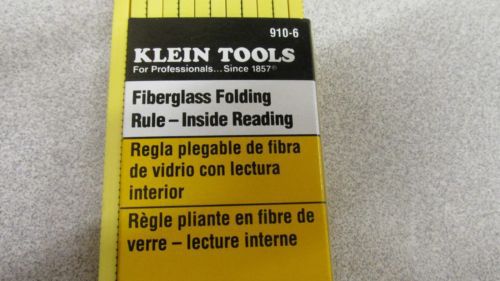 910-6
KLEIN TOOLS
For Professionals...Since 1857®
Fiberglass Folding
Rule – Inside Reading
Regla plegable de fibra
de vidrio con lectura
interior
Règle pliante en fibre de
verre – lecture interne